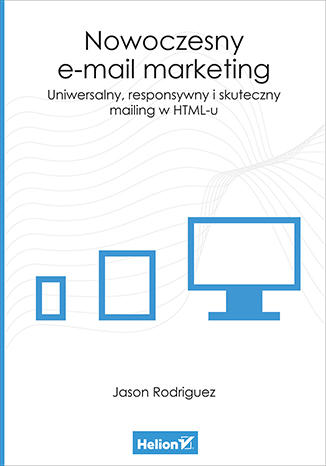 Nowoczesny
e-mail marketing
Uniwersalny, responsywny i skuteczny
mailing w HTML-u
Jason Rodriguez
Helion